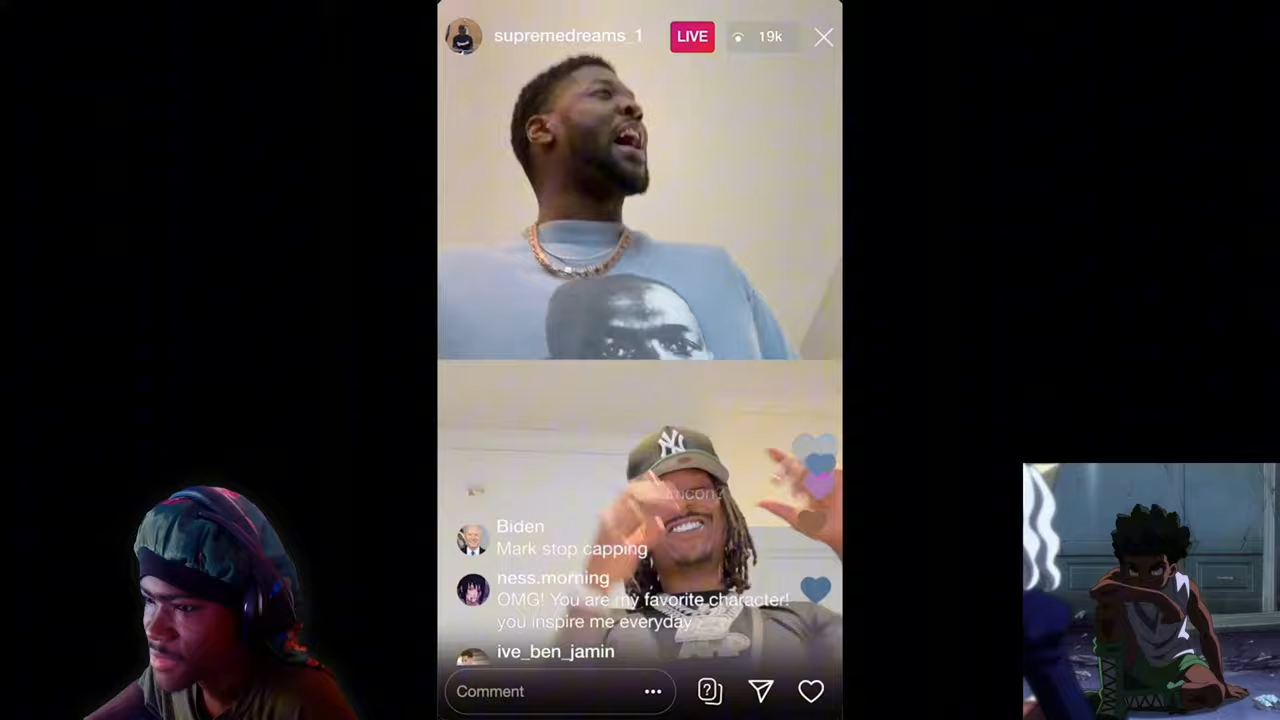 supremedreams_1
LIVE
19k
NY
Biden
Mark stop capping
ness.morning
OMG! You are my favorite character!
you inspire me everyday
ive_ben_jamin
Comment